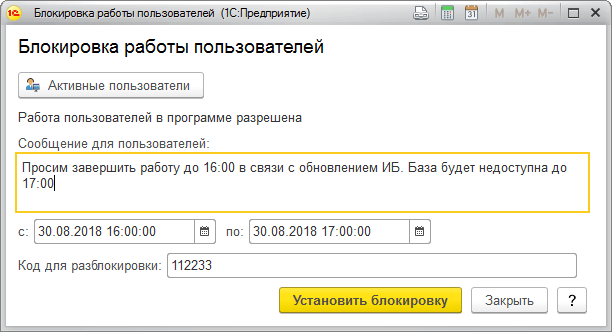 1С Блокировка работы пользователей (1С:Предприятие) 31 M M+ M-
Блокировка работы пользователей
Активные пользователи
Работа пользователей в программе разрешена
Сообщение для пользователей:
Просим завершить работу до 16:00 в связи с обновлением ИБ. База будет недоступна до
17:00
с: 30.08.2018 16:00:00 по: 30.08.2018 17:00:00
Код для разблокировки: 112233
Установить блокировку Закрыть ?